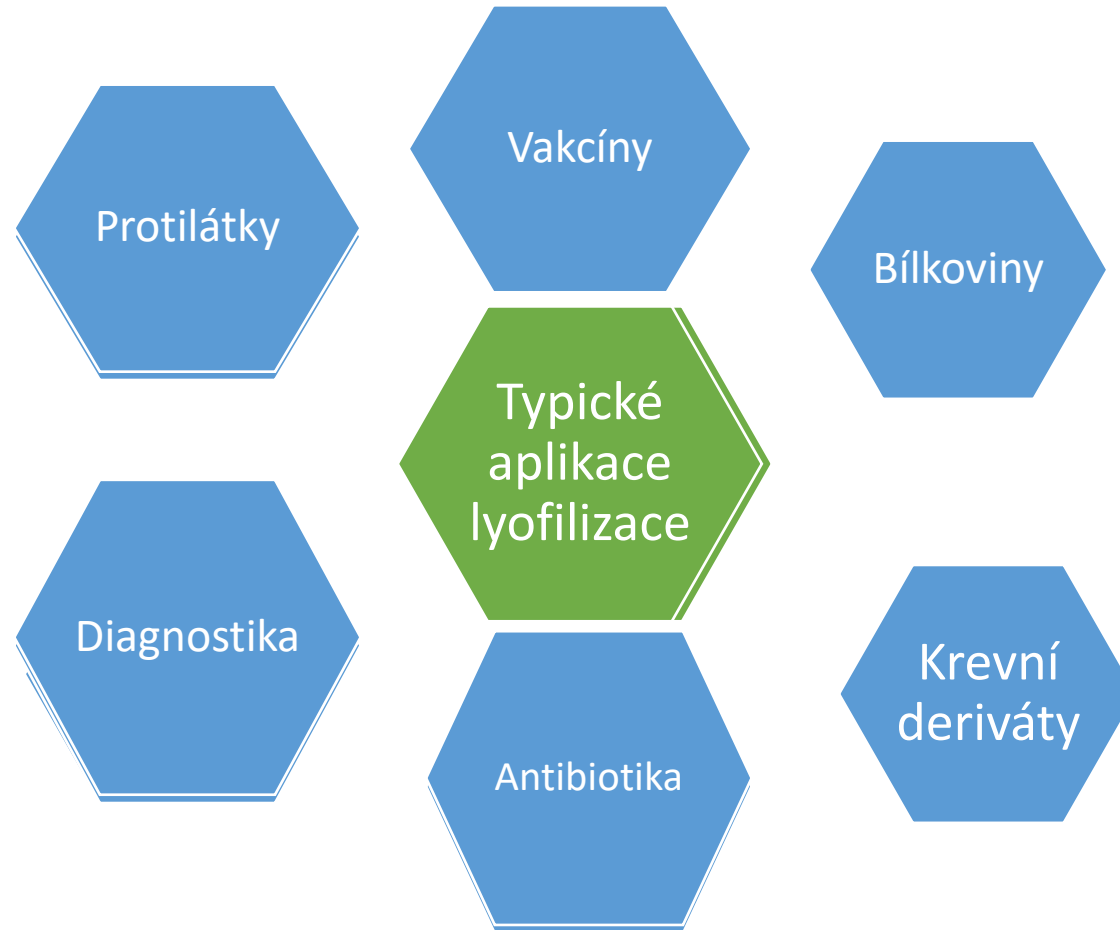 Vakcíny
Protilátky
Bílkoviny
Typické
aplikace
lyofilizace
Diagnostika
Krevní
deriváty
Antibiotika